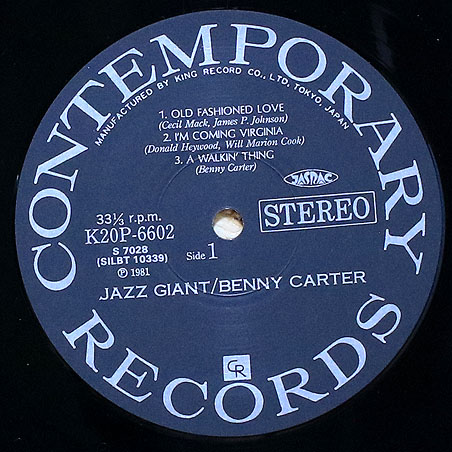 CONTEMPORARY
MANUFACTURED BY KING RECORD CO., LTD. TOKYO, JAPAN
1. OLD FASHIONED LOVE
(Cecil Mack, James P. Johnson)
2. I'M COMING VIRGINIA
(Donald Heywood, Will Marion Cook)
3. A WALKIN' THING
(Benny Carter)
JASRAC
33⅓ r.p.m.
K20P-6602
STEREO
S 7028
(SILBT 10339)
Side 1
℗ 1981
JAZZ GIANT/BENNY CARTER
CR
RECORDS